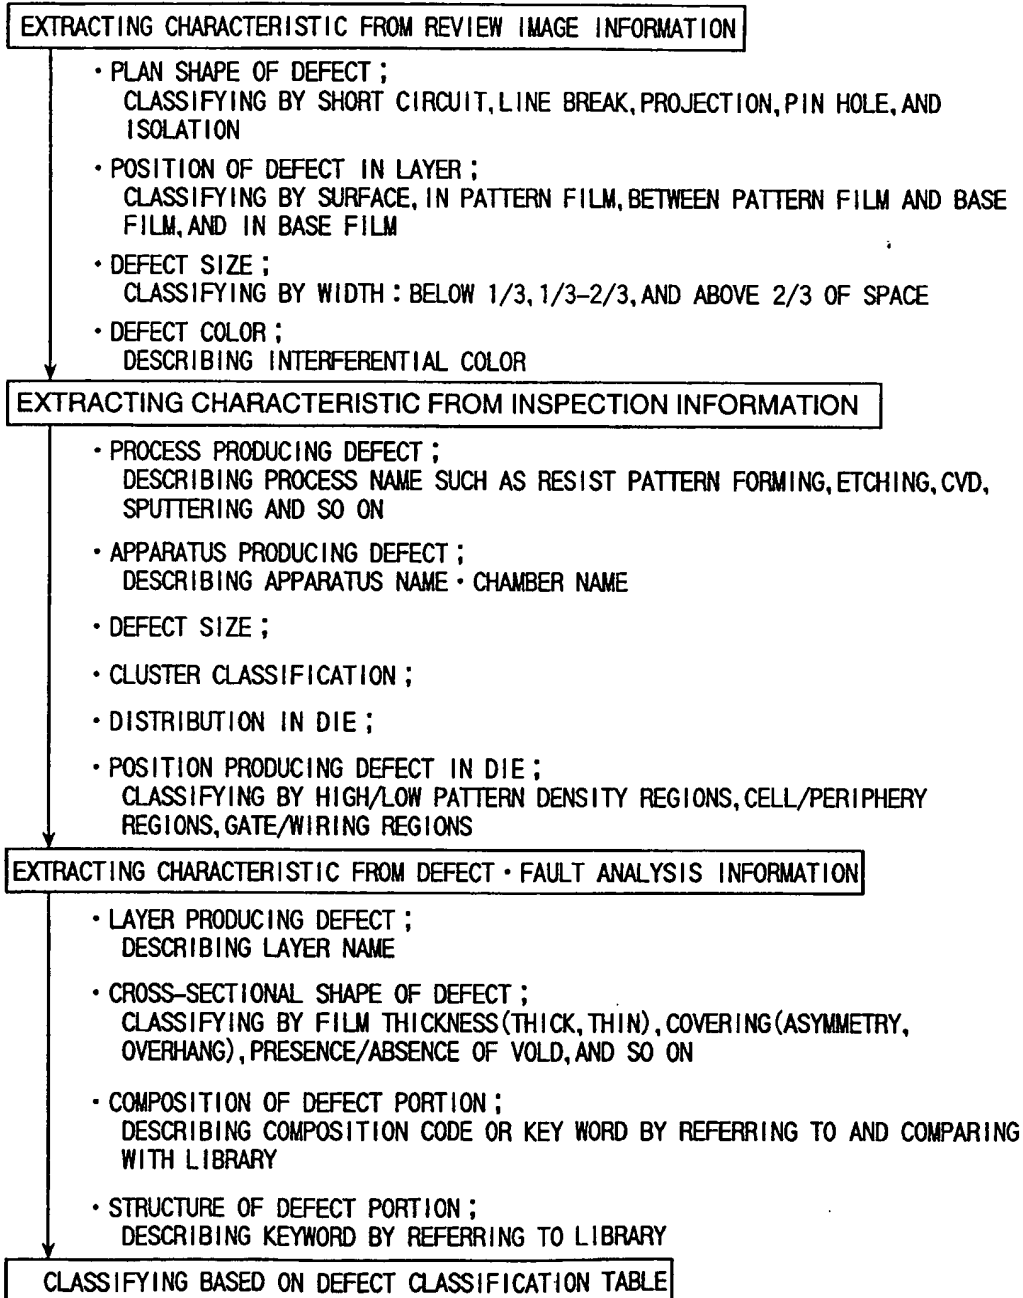 EXTRACTING CHARACTERISTIC FROM REVIEW IMAGE INFORMATION
・PLAN SHAPE OF DEFECT;
CLASSIFYING BY SHORT CIRCUIT, LINE BREAK, PROJECTION, PIN HOLE, AND
ISOLATION
・POSITION OF DEFECT IN LAYER;
CLASSIFYING BY SURFACE, IN PATTERN FILM, BETWEEN PATTERN FILM AND BASE
FILM, AND IN BASE FILM
・DEFECT SIZE;
CLASSIFYING BY WIDTH: BELOW 1/3, 1/3-2/3, AND ABOVE 2/3 OF SPACE
・DEFECT COLOR;
DESCRIBING INTERFERENTIAL COLOR
EXTRACTING CHARACTERISTIC FROM INSPECTION INFORMATION
・PROCESS PRODUCING DEFECT;
DESCRIBING PROCESS NAME SUCH AS RESIST PATTERN FORMING, ETCHING, CVD,
SPUTTERING AND SO ON
・APPARATUS PRODUCING DEFECT;
DESCRIBING APPARATUS NAME・CHAMBER NAME
・DEFECT SIZE;
・CLUSTER CLASSIFICATION;
・DISTRIBUTION IN DIE;
・POSITION PRODUCING DEFECT IN DIE;
CLASSIFYING BY HIGH/LOW PATTERN DENSITY REGIONS, CELL/PERIPHERY
REGIONS, GATE/WIRING REGIONS
EXTRACTING CHARACTERISTIC FROM DEFECT・FAULT ANALYSIS INFORMATION
・LAYER PRODUCING DEFECT;
DESCRIBING LAYER NAME
・CROSS-SECTIONAL SHAPE OF DEFECT;
CLASSIFYING BY FILM THICKNESS(THICK, THIN), COVERING(ASYMMETRY,
OVERHANG), PRESENCE/ABSENCE OF VOLD, AND SO ON
・COMPOSITION OF DEFECT PORTION;
DESCRIBING COMPOSITION CODE OR KEY WORD BY REFERRING TO AND COMPARING
WITH LIBRARY
・STRUCTURE OF DEFECT PORTION;
DESCRIBING KEYWORD BY REFERRING TO LIBRARY
CLASSIFYING BASED ON DEFECT CLASSIFICATION TABLE